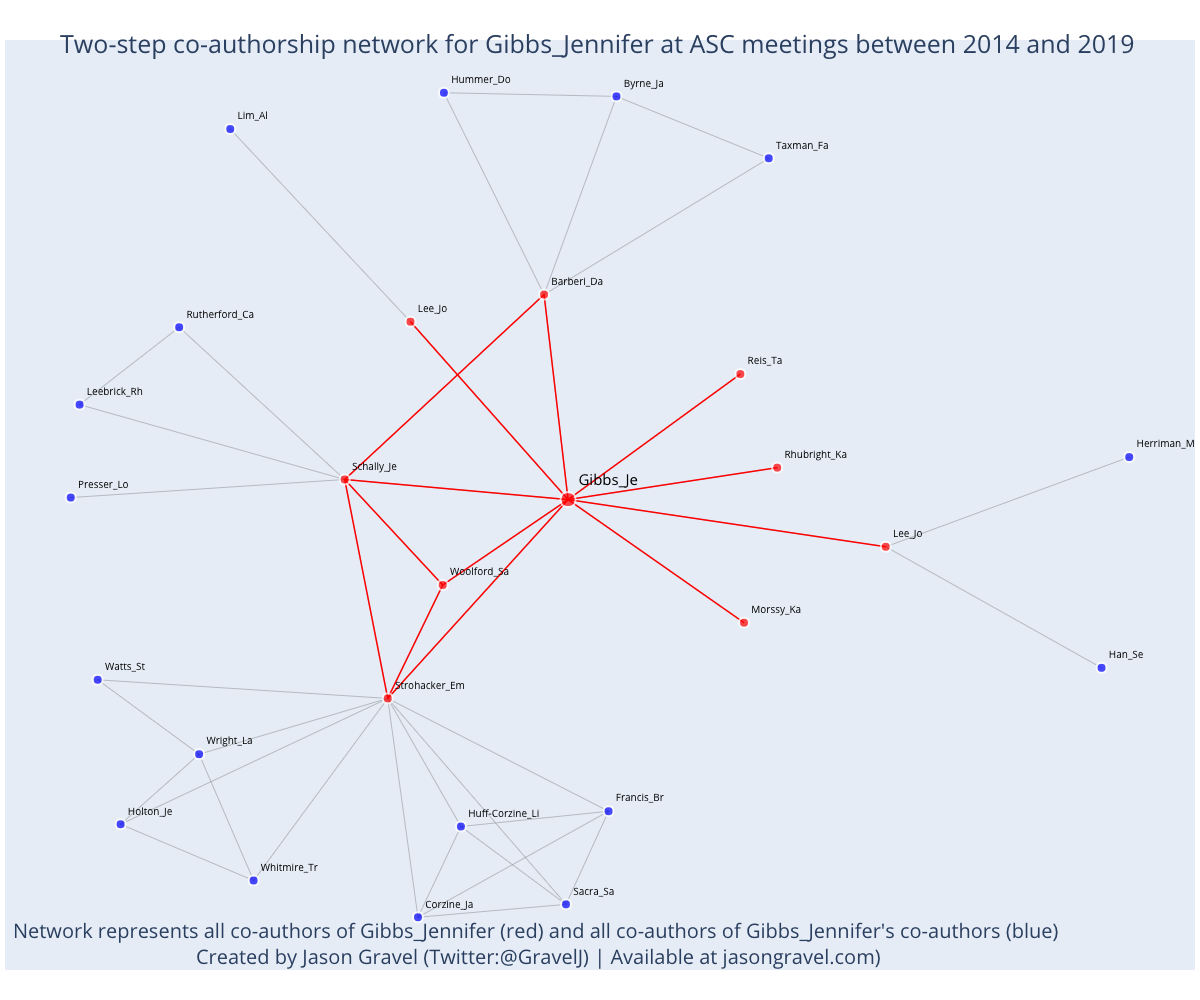 Two-step co-authorship network for Gibbs_Jennifer at ASC meetings between 2014 and 2019
Hummer_Do
Byrne_Ja
Lim_Al
Taxman_Fa
Barberi_Da
Lee_Jo
Rutherford_Ca
Reis_Ta
Leebrick_Rh
Herriman_M
Rhubright_Ka
Schally_Je
Gibbs_Je
Presser_Lo
Lee_Jo
Woolford_Sa
Morssy_Ka
Han_Se
Watts_St
Strohacker_Em
Wright_La
Francis_Br
Holton_Je
Huff-Corzine_Li
Whitmire_Tr
Sacra_Sa
Corzine_Ja
Network represents all co-authors of Gibbs_Jennifer (red) and all co-authors of Gibbs_Jennifer's co-authors (blue)
Created by Jason Gravel (Twitter:@GravelJ) | Available at jasongravel.com)